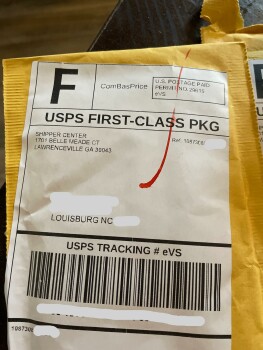 F
ComBasPrice
U.S. POSTAGE PAID
eVS
USPS FIRST-CLASS PKG
SHIPPER CENTER
1701 BELLE MEADE CT
LAWRENCEVILLE GA 30043
LOUISBURG NC
USPS TRACKING # eVS